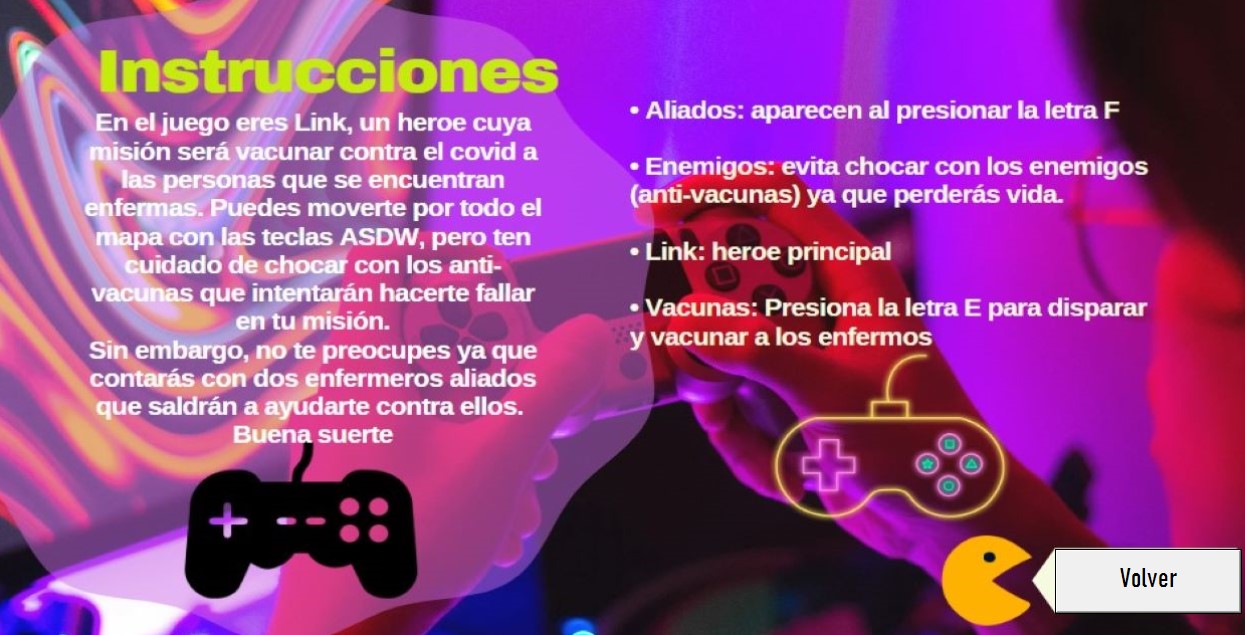 Instrucciones
En el juego eres Link, un heroe cuya
misión será vacunar contra el covid a
las personas que se encuentran
enfermas. Puedes moverte por todo el
mapa con las teclas ASDW, pero ten
cuidado de chocar con los anti-
vacunas que intentarán hacerte fallar
en tu misión.
Sin embargo, no te preocupes ya que
contarás con dos enfermeros aliados
que saldrán a ayudarte contra ellos.
Buena suerte
• Aliados: aparecen al presionar la letra F
• Enemigos: evita chocar con los enemigos
(anti-vacunas) ya que perderás vida.
• Link: heroe principal
• Vacunas: Presiona la letra E para disparar
y vacunar a los enfermos
Volver